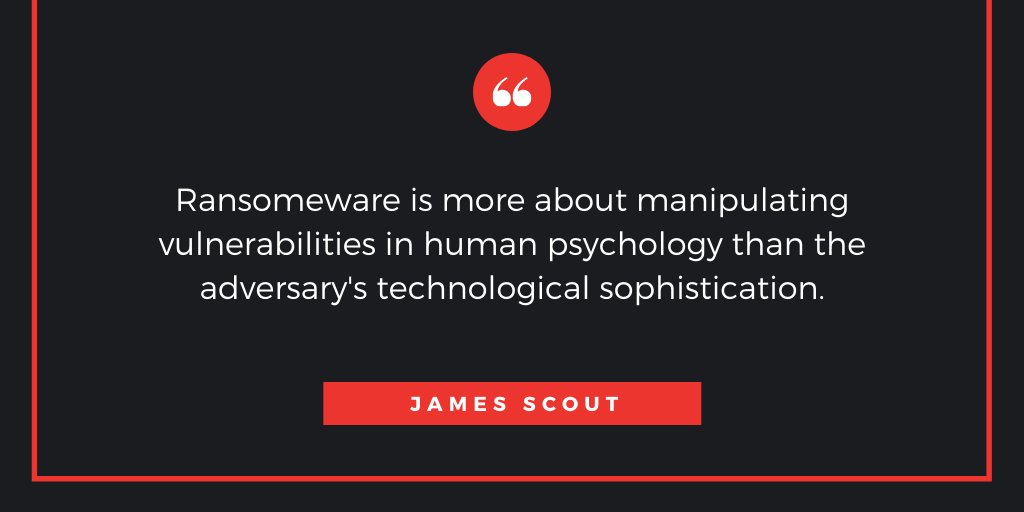 “
Ransomeware is more about manipulating
vulnerabilities in human psychology than the
adversary's technological sophistication.
JAMES SCOUT